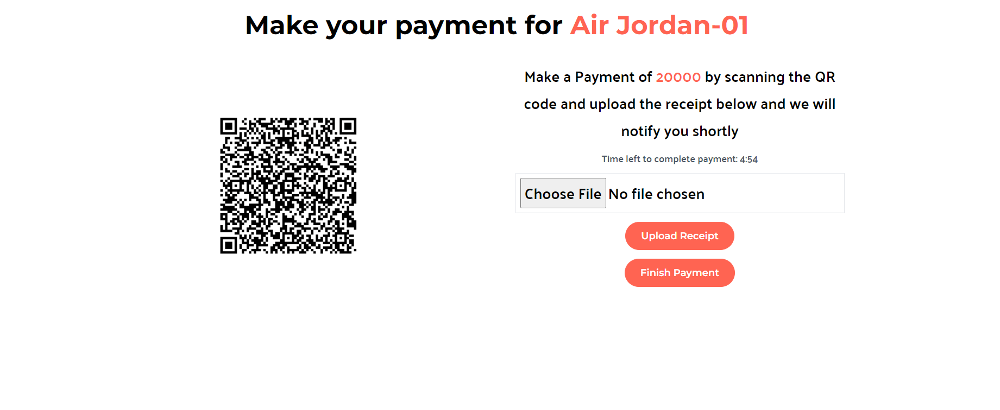 Make your payment for Air Jordan-01
Make a Payment of 20000 by scanning the QR
code and upload the receipt below and we will
notify you shortly
Time left to complete payment: 4:54
Choose File No file chosen
Upload Receipt
Finish Payment